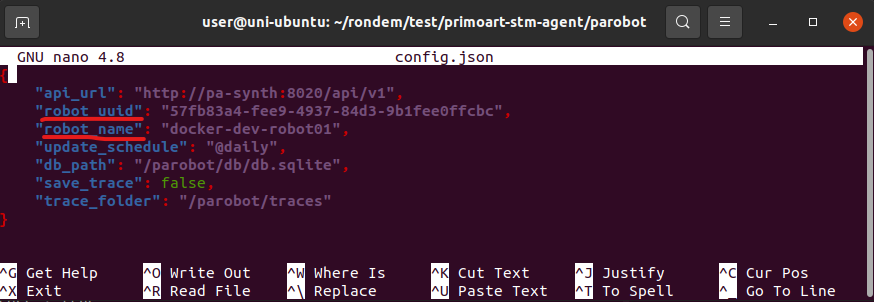 user@uni-ubuntu: ~/rondem/test/primoart-stm-agent/parobot
GNU nano 4.8 config.json
{
"api_url": "http://pa-synth:8020/api/v1",
"robot_uuid": "57fb83a4-fee9-4937-84d3-9b1fee0ffcbc",
"robot_name": "docker-dev-robot01",
"update_schedule": "@daily",
"db_path": "/parobot/db/db.sqlite",
"save_trace": false,
"trace_folder": "/parobot/traces"
}
^G Get Help ^O Write Out ^W Where Is ^K Cut Text ^J Justify ^C Cur Pos
^X Exit ^R Read File ^\ Replace ^U Paste Text ^T To Spell ^_ Go To Line